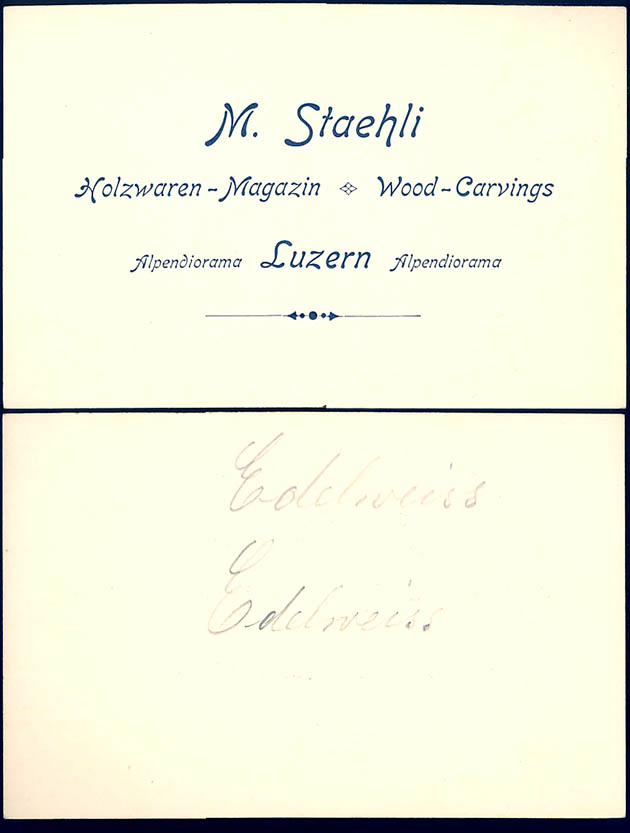 M. Staehli
Holzwaren-Magazin Wood-Carvings
Alpendiorama Luzern Alpendiorama
Edelweiss
Edelweiss